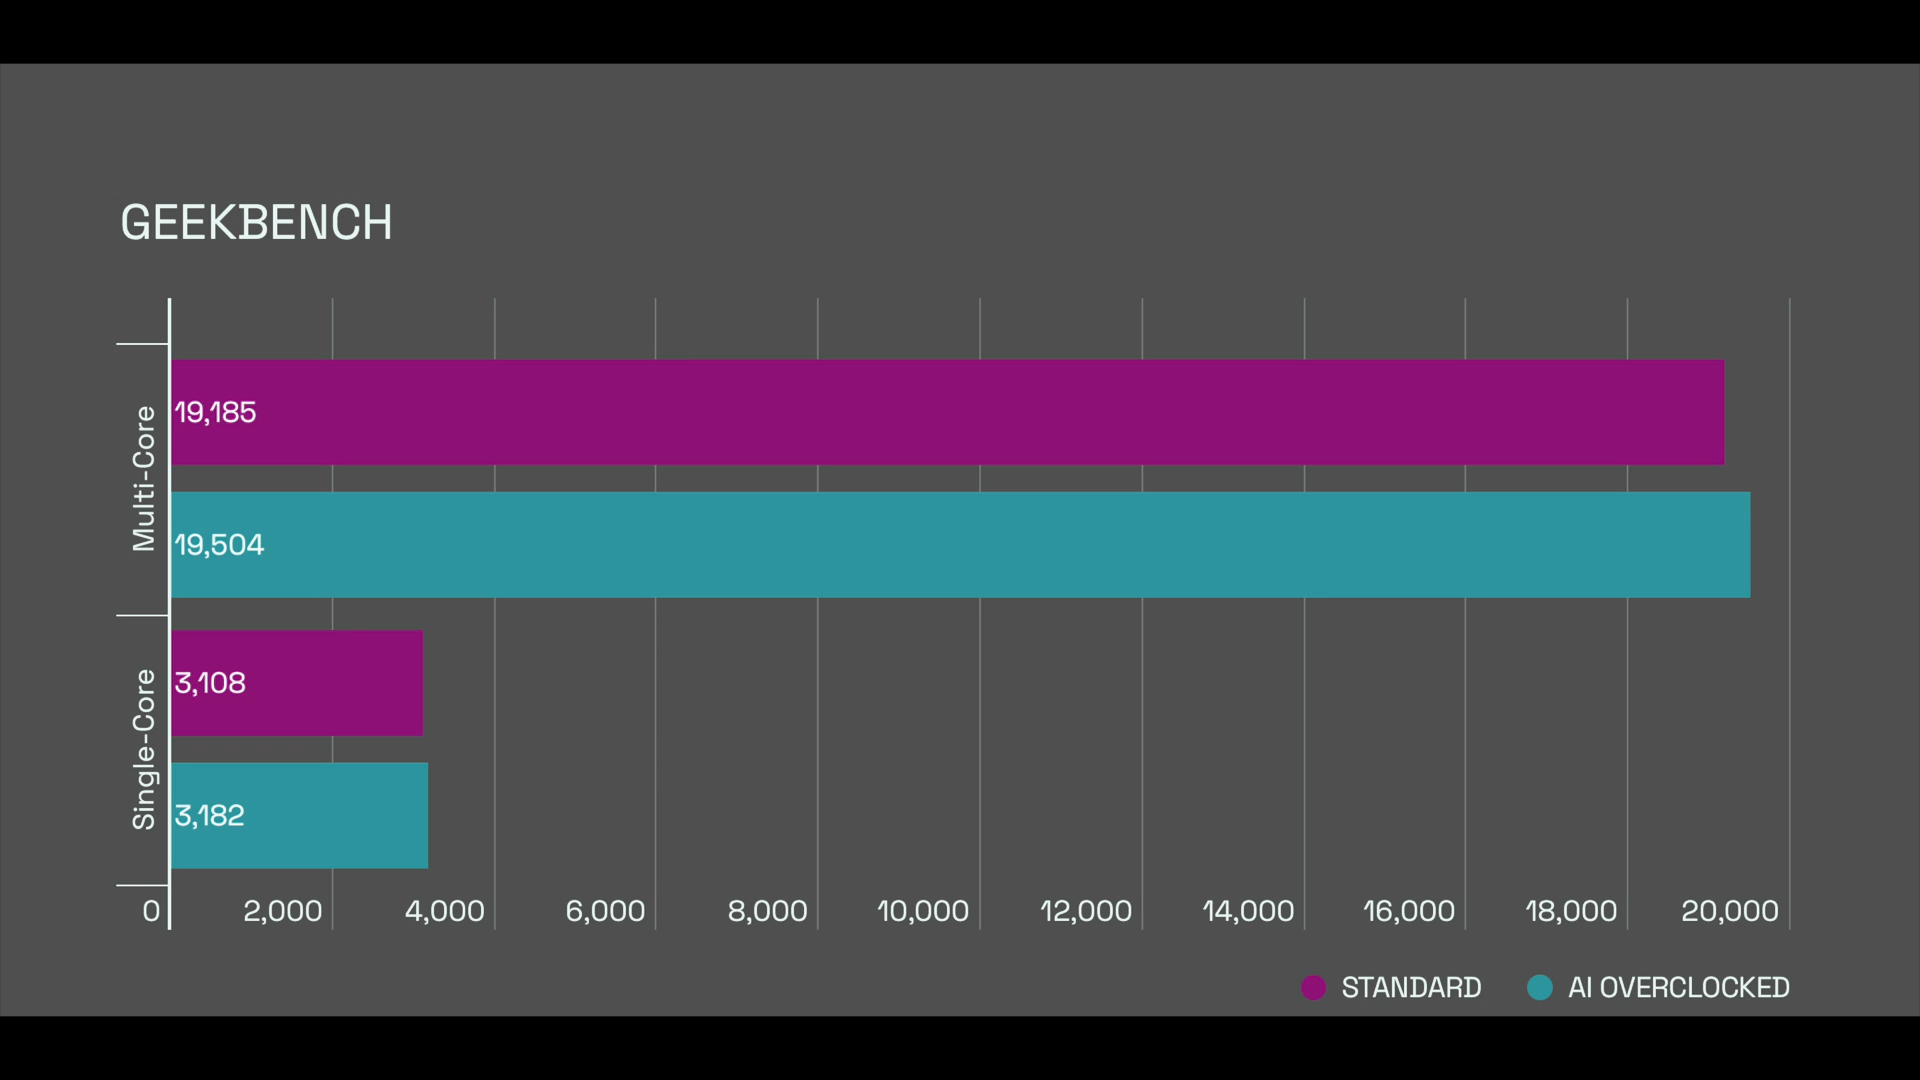 GEEKBENCH
Multi-Core
19,185
19,504
Single-Core
3,108
3,182
0 2,000 4,000 6,000 8,000 10,000 12,000 14,000 16,000 18,000 20,000
STANDARD AI OVERCLOCKED